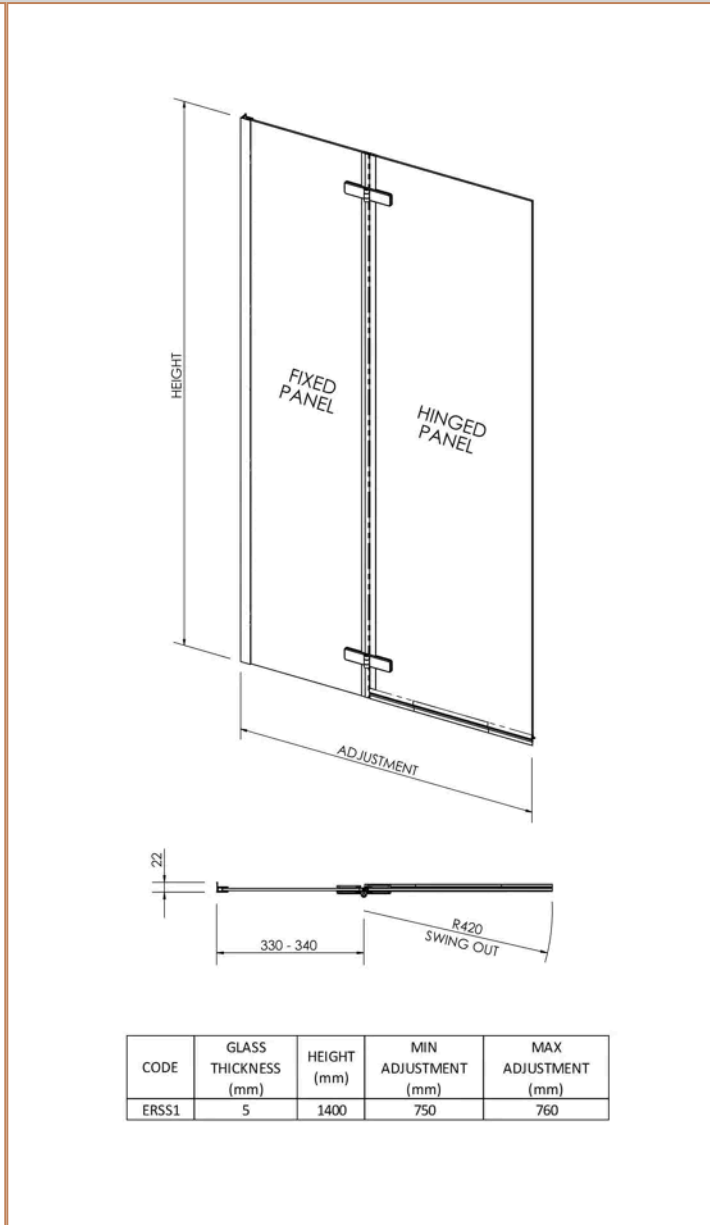 HEIGHT
FIXED
PANEL
HINGED
PANEL
ADJUSTMENT
22
330 - 340
R420
SWING OUT
CODE GLASS THICKNESS (mm) HEIGHT (mm) MIN ADJUSTMENT (mm) MAX ADJUSTMENT (mm)
ERSS1 5 1400 750 760